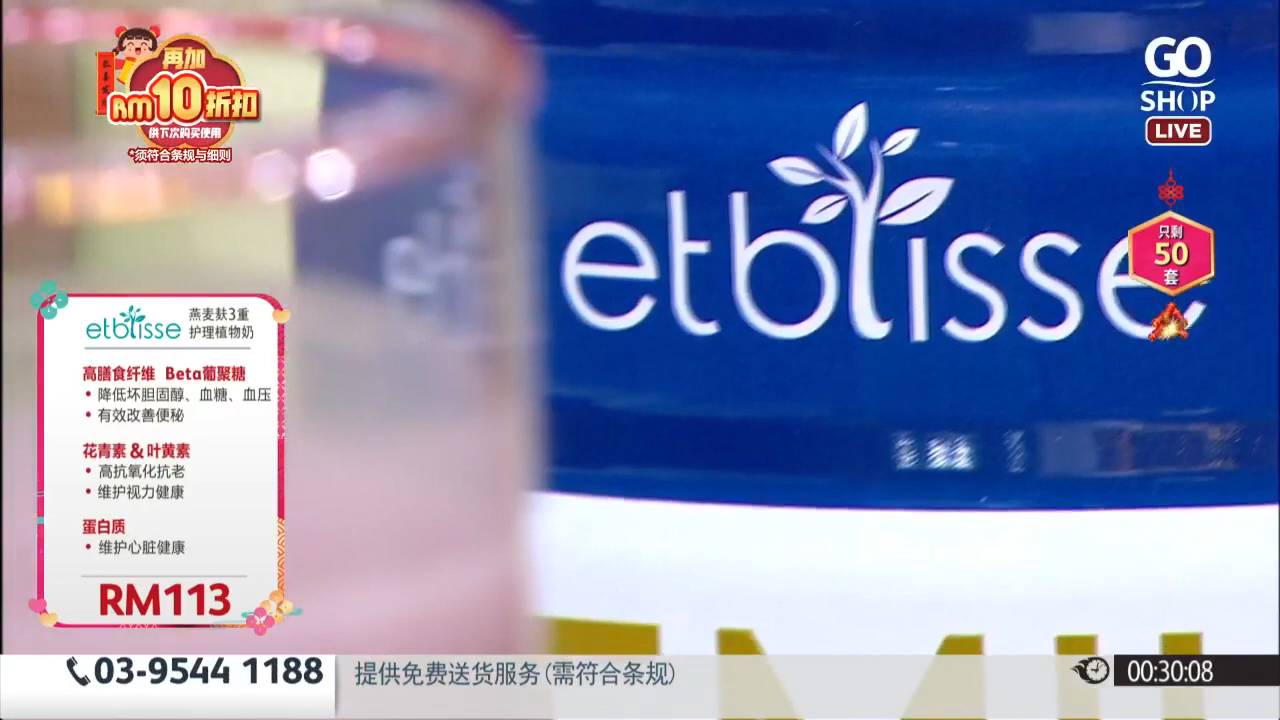 再加
RM10折扣
供下次购买使用
*须符合条规与细则
GO
SHOP
LIVE
只剩
50
套
etblisse
etblisse
燕麦麸3重
护理植物奶
高膳食纤维 Beta葡聚糖
• 降低坏胆固醇、血糖、血压
• 有效改善便秘
花青素 & 叶黄素
• 高抗氧化抗老
• 维护视力健康
蛋白质
• 维护心脏健康
RM113
03-9544 1188
提供免费送货服务(需符合条规)
00:30:08